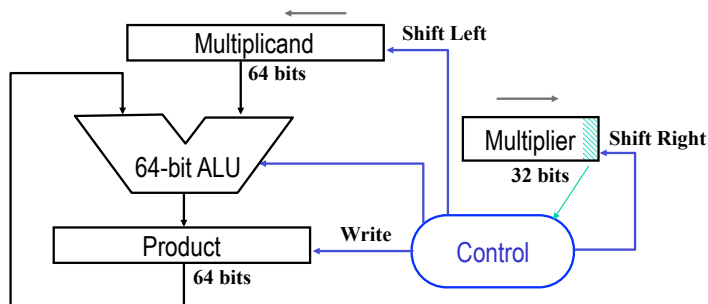 Multiplicand
Shift Left
64 bits
Multiplier
Shift Right
64-bit ALU
32 bits
Write
Control
Product
64 bits